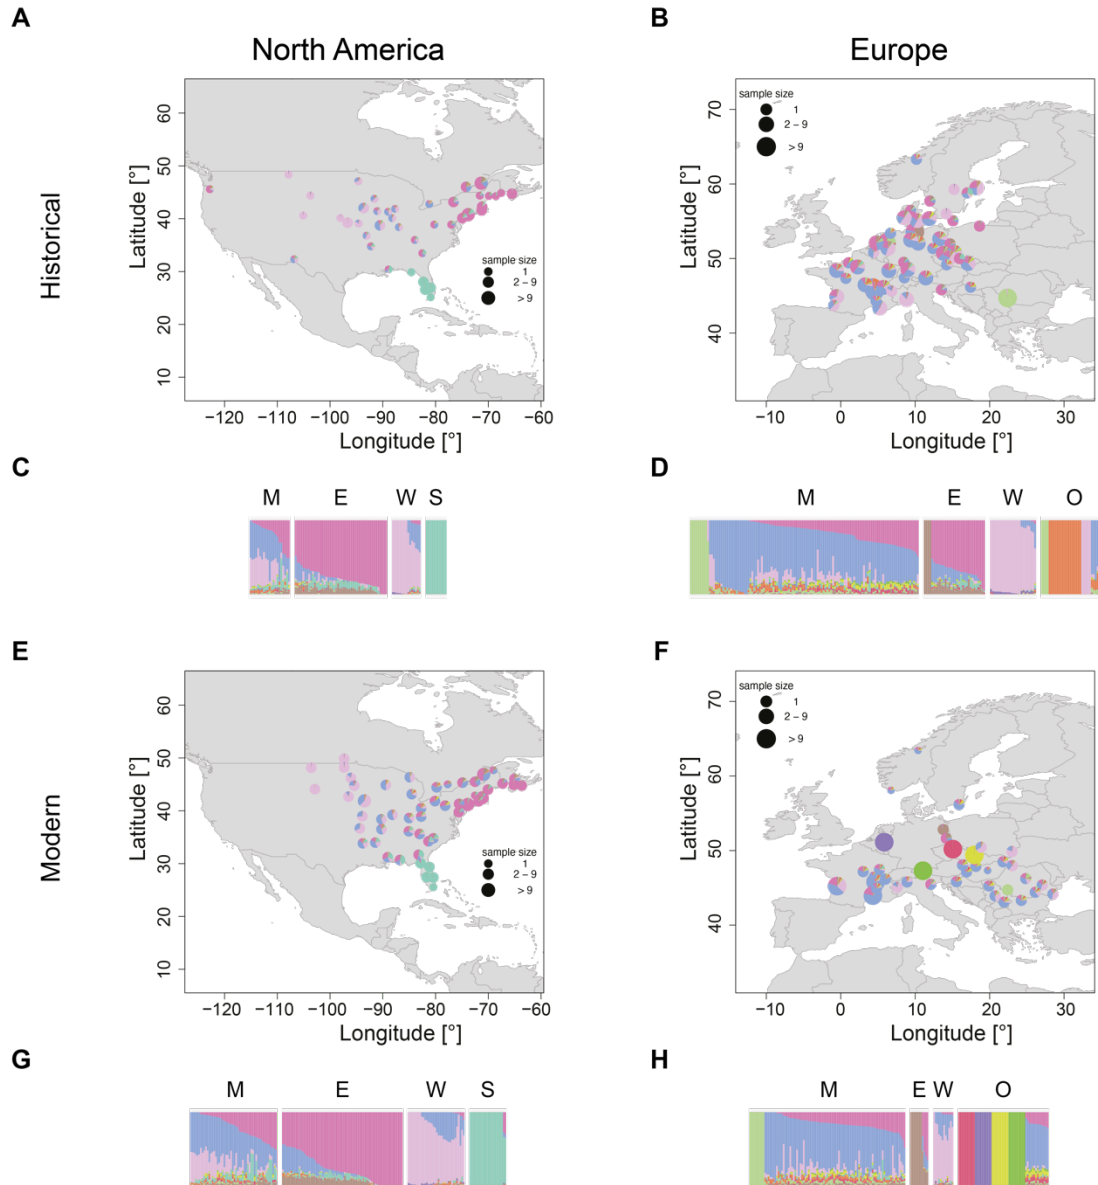 A
B
North America
Europe
Historical
Latitude [°]
60
50
40
30
20
10
sample size
1
2 – 9
> 9
−120
−110
−100
−90
−80
−70
−60
Longitude [°]
Latitude [°]
70
60
50
40
sample size
1
2 – 9
> 9
−10
0
10
20
30
Longitude [°]
C
D
M E W S
M E W O
E
F
Modern
Latitude [°]
60
50
40
30
20
10
sample size
1
2 – 9
> 9
−120
−110
−100
−90
−80
−70
−60
Longitude [°]
Latitude [°]
70
60
50
40
sample size
1
2 – 9
> 9
−10
0
10
20
30
Longitude [°]
G
H
M E W S
M E W O